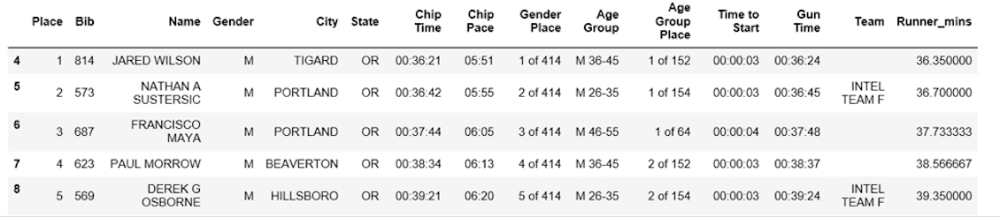 Place Bib Name Gender City State Chip Time Chip Pace Gender Place Age Group Age Group Place Time to Start Gun Time Team Runner_mins
4 1 814 JARED WILSON M TIGARD OR 00:36:21 05:51 1 of 414 M 36-45 1 of 152 00:00:03 00:36:24 36.350000
5 2 573 NATHAN A SUSTERSIC M PORTLAND OR 00:36:42 05:55 2 of 414 M 26-35 1 of 154 00:00:03 00:36:45 INTEL TEAM F 36.700000
6 3 687 FRANCISCO MAYA M PORTLAND OR 00:37:44 06:05 3 of 414 M 46-55 1 of 64 00:00:04 00:37:48 37.733333
7 4 623 PAUL MORROW M BEAVERTON OR 00:38:34 06:13 4 of 414 M 36-45 2 of 152 00:00:03 00:38:37 38.566667
8 5 569 DEREK G OSBORNE M HILLSBORO OR 00:39:21 06:20 5 of 414 M 26-35 2 of 154 00:00:03 00:39:24 INTEL TEAM F 39.350000